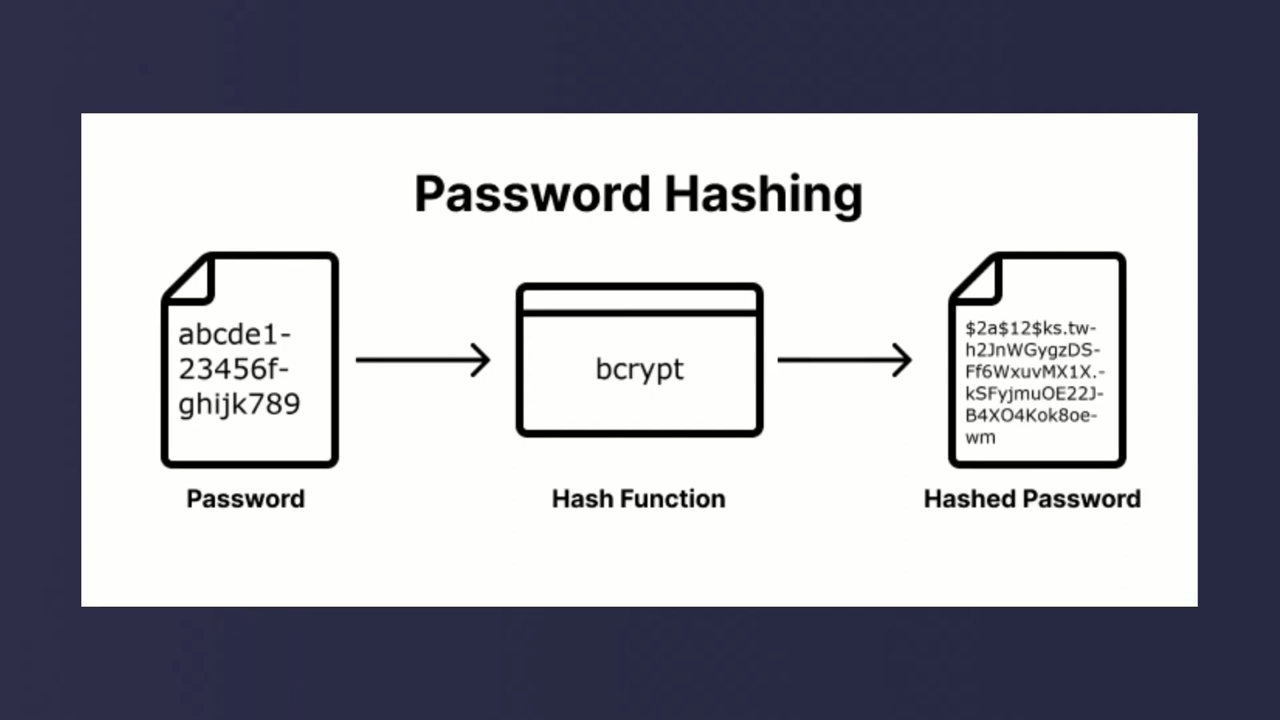 Password Hashing
abcde1-
23456f-
ghijk789
bcrypt
$2a$12$ks.tw-
h2JnWGygzDS-
Ff6WxuvMX1X.-
kSFyjmuOE22J-
B4XO4Kok8oe-
wm
Password
Hash Function
Hashed Password